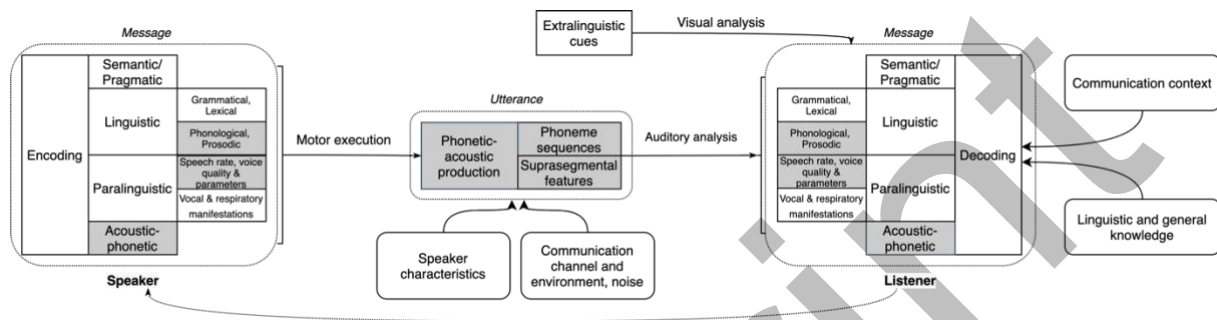 Message
Encoding
Semantic/
Pragmatic
Linguistic
Grammatical,
Lexical
Phonological,
Prosodic
Paralinguistic
Speech rate, voice
quality &
parameters
Vocal & respiratory
manifestations
Acoustic-
phonetic
Speaker
Motor execution
Utterance
Phonetic-
acoustic
production
Phoneme
sequences
Suprasegmental
features
Speaker
characteristics
Communication
channel and
environment, noise
Extralinguistic
cues
Visual analysis
Auditory analysis
Message
Semantic/
Pragmatic
Grammatical,
Lexical
Linguistic
Phonological,
Prosodic
Decoding
Speech rate, voice
quality &
parameters
Paralinguistic
Vocal & respiratory
manifestations
Acoustic-
phonetic
Listener
Communication context
Linguistic and general
knowledge